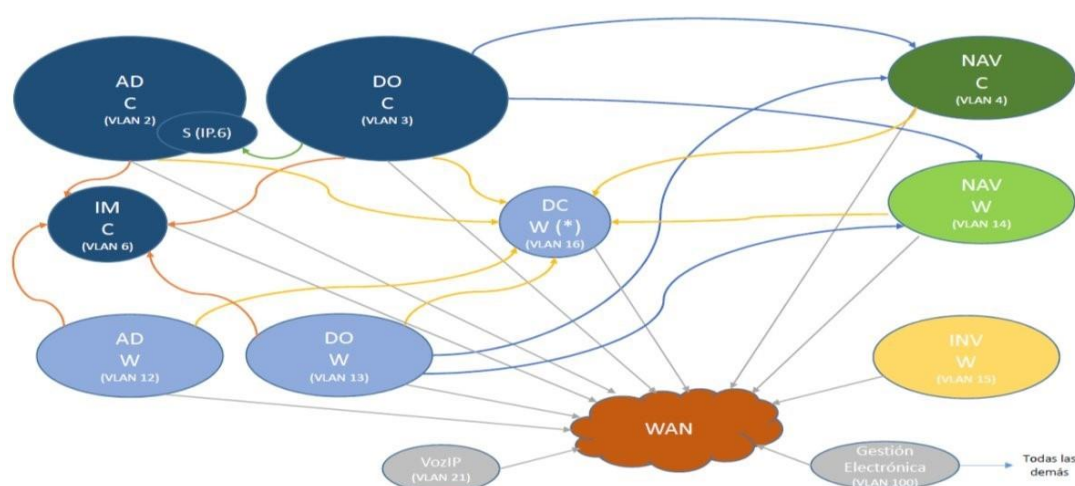 AD
C
(VLAN 2)
S (IP.6)
DO
C
(VLAN 3)
NAV
C
(VLAN 4)
IM
C
(VLAN 6)
DC
W (*)
(VLAN 16)
NAV
W
(VLAN 14)
AD
W
(VLAN 12)
DO
W
(VLAN 13)
INV
W
(VLAN 15)
WAN
VozIP
(VLAN 21)
Gestión
Electrónica
(VLAN 100)
Todas las
demás